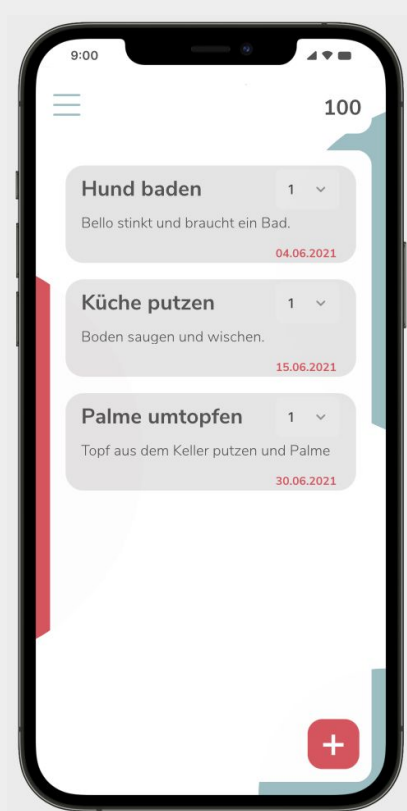 9:00
100
Hund baden 1
Bello stinkt und braucht ein Bad.
04.06.2021
Küche putzen 1
Boden saugen und wischen.
15.06.2021
Palme umtopfen 1
Topf aus dem Keller putzen und Palme
30.06.2021
+